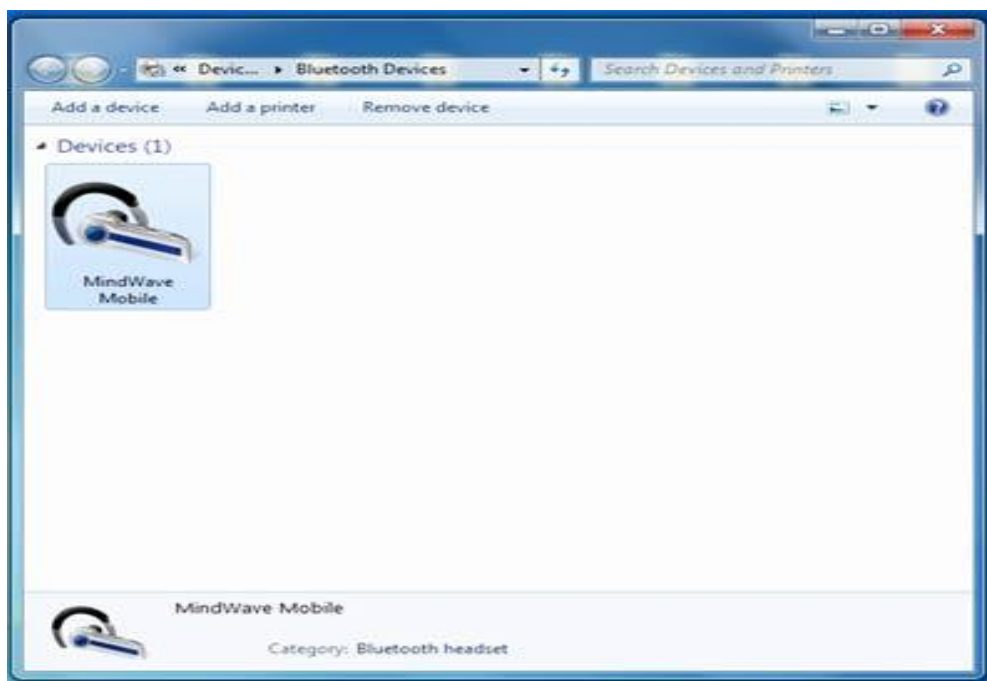 « Devic... ▸ Bluetooth Devices Search Devices and Printers
Add a device Add a printer Remove device
Devices (1)
MindWave
Mobile
MindWave Mobile
Category: Bluetooth headset